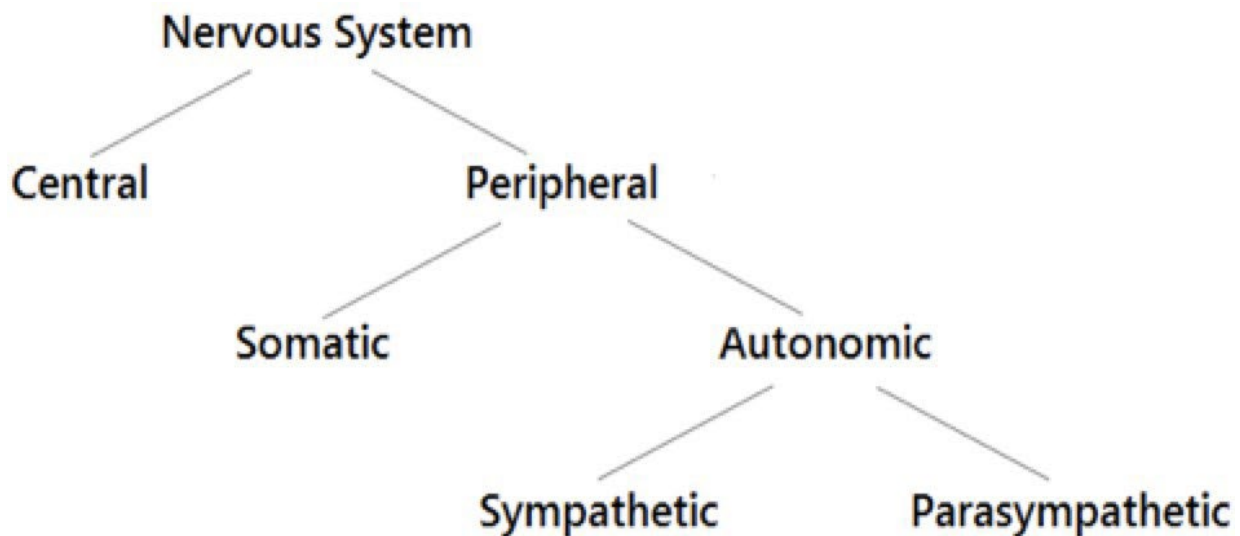 Nervous System
Central Peripheral
Somatic Autonomic
Sympathetic Parasympathetic